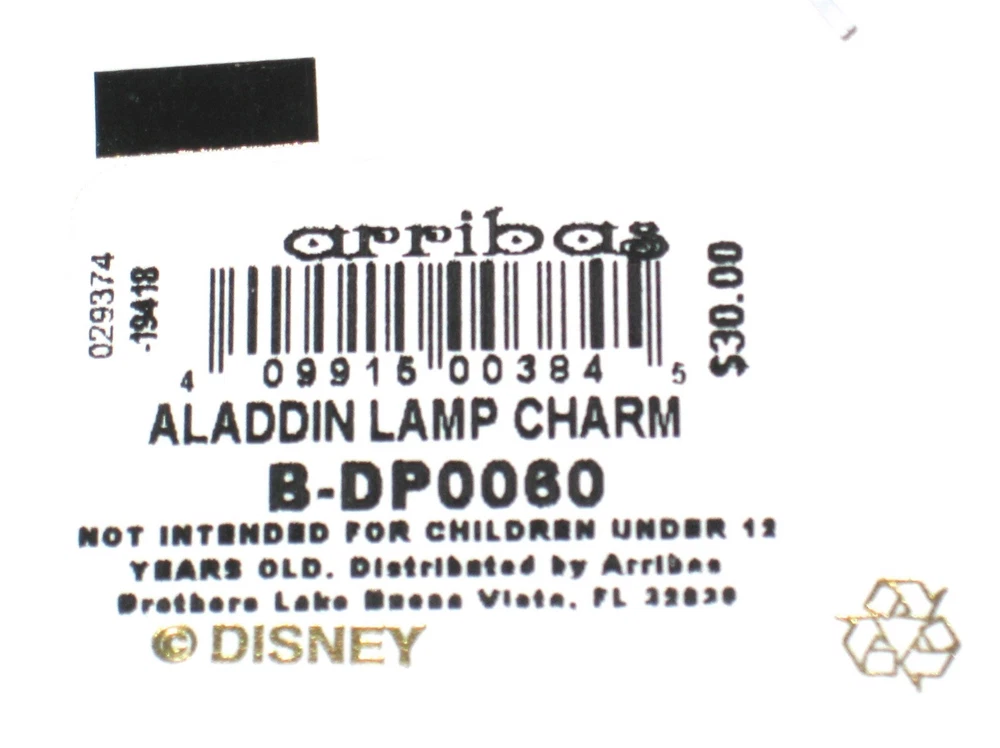 arribas
029374
-19418
$30.00
4 09916 00384 5
ALADDIN LAMP CHARM
B-DP0060
NOT INTENDED FOR CHILDREN UNDER 12
YEARS OLD. Distributed by Arribas
Brothers Lake Buena Vista, FL 32830
© DISNEY